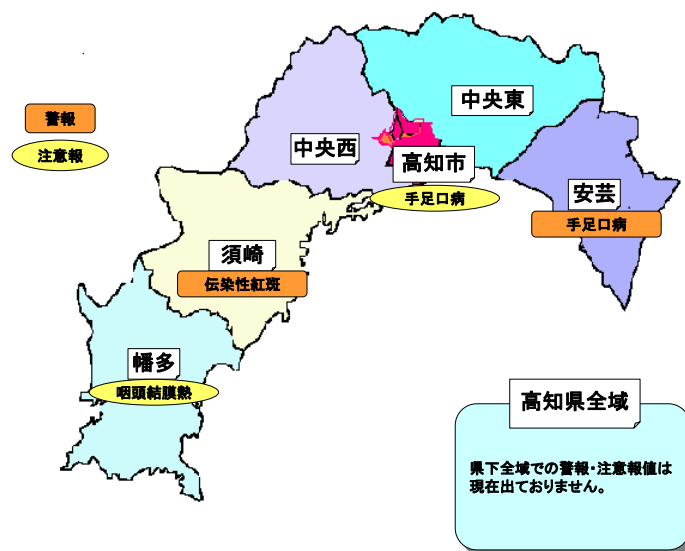 警報
注意報
中央東
中央西
高知市
手足口病
安芸
手足口病
須崎
伝染性紅斑
幡多
咽頭結膜熱
高知県全域
県下全域での警報・注意報値は
現在出ておりません。